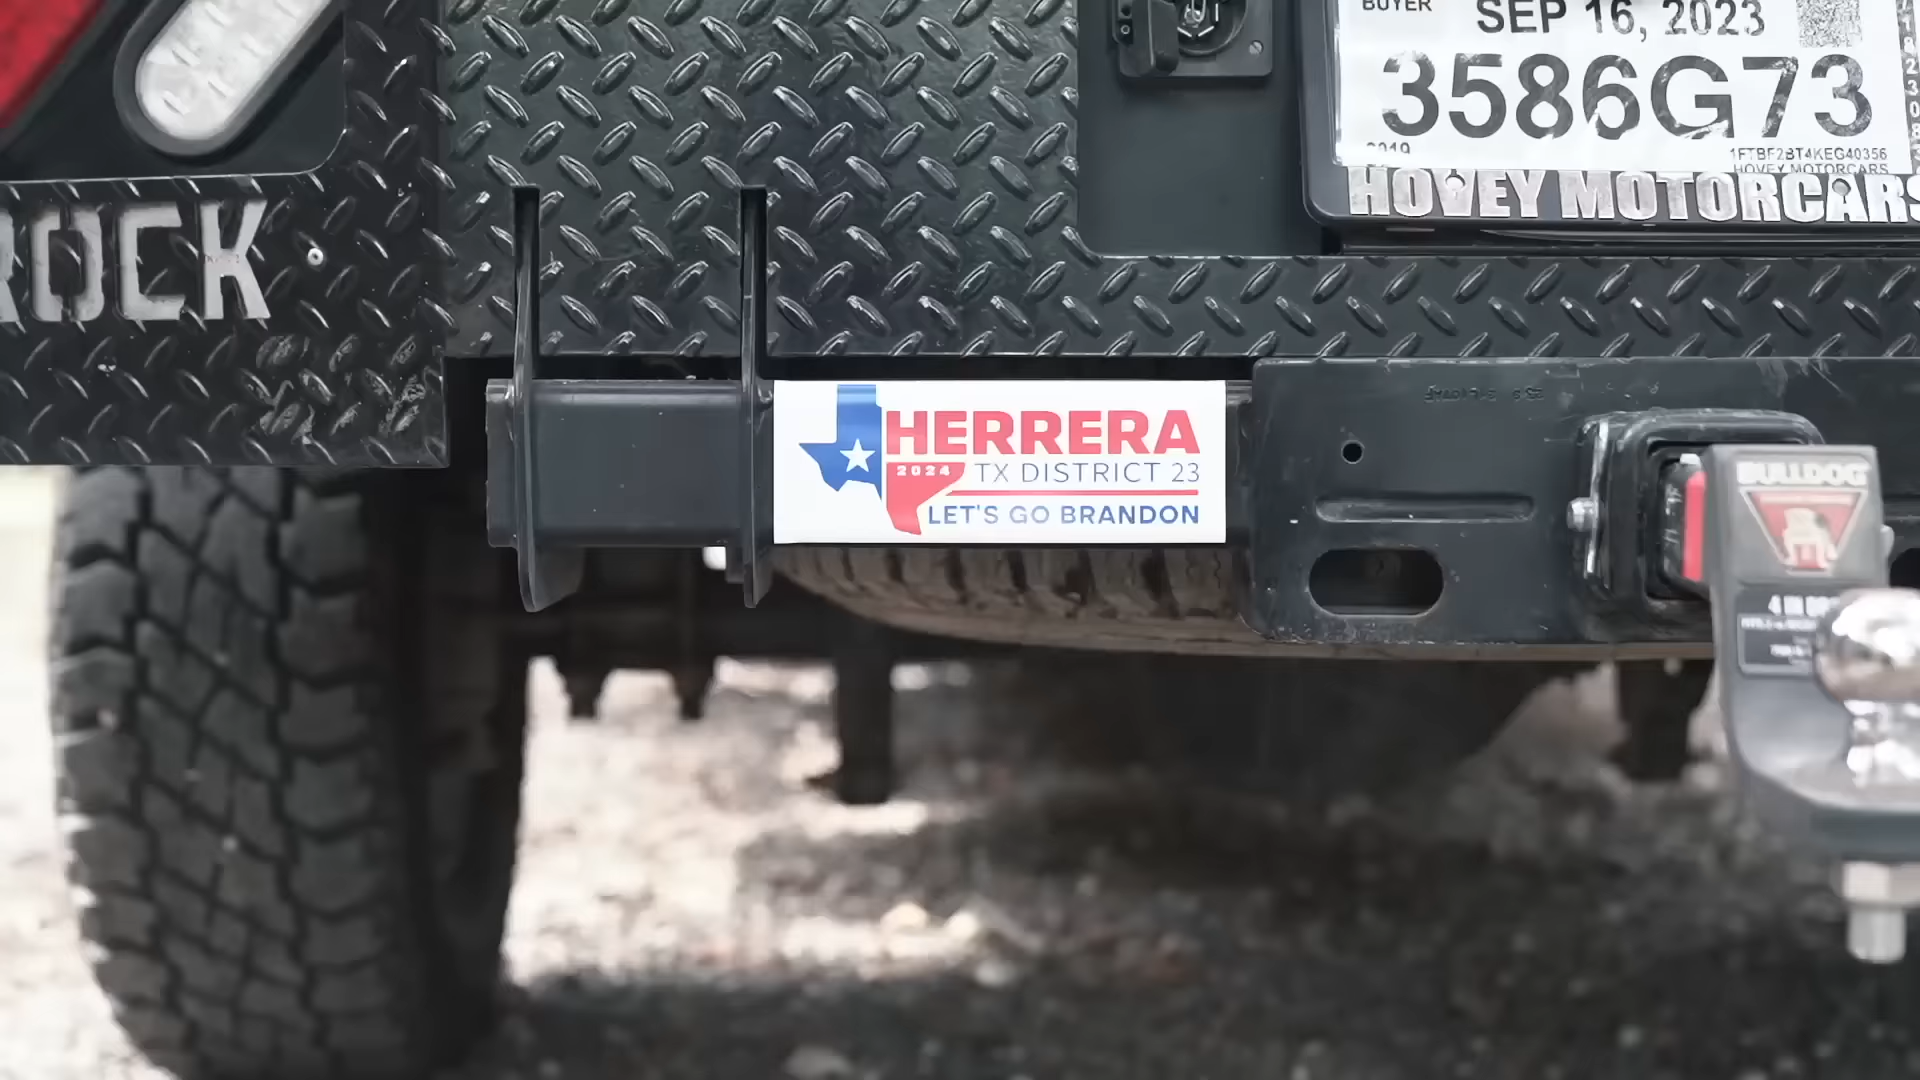 BUYER
SEP 16, 2023
3586G73
2019
1FTBF2BT4KEG40356
HOVEY MOTORCARS
HOVEY MOTORCARS
ROCK
HERRERA
2024 TX DISTRICT 23
LET'S GO BRANDON
BULLDOG